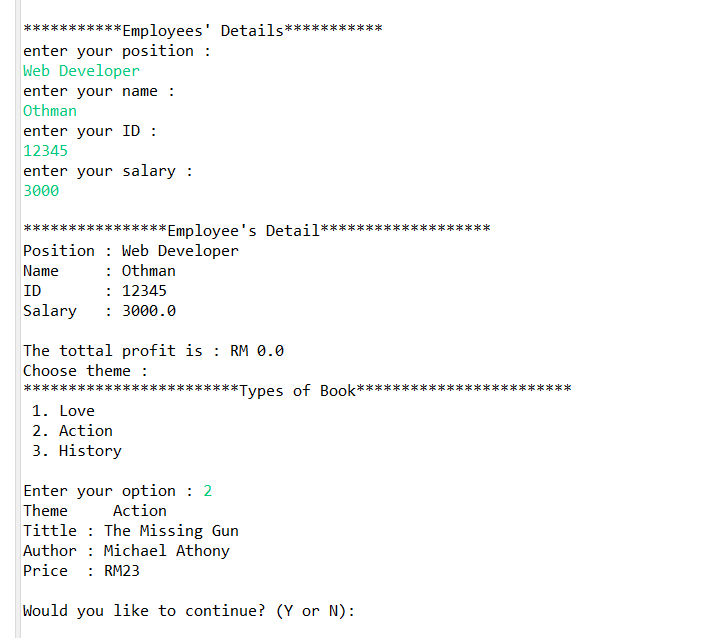 ***********Employees' Details***********
enter your position :
Web Developer
enter your name :
Othman
enter your ID :
12345
enter your salary :
3000
****************Employee's Detail*******************
Position : Web Developer
Name     : Othman
ID       : 12345
Salary   : 3000.0
The tottal profit is : RM 0.0
Choose theme :
************************Types of Book************************
1. Love
2. Action
3. History
Enter your option : 2
Theme     Action
Tittle : The Missing Gun
Author : Michael Athony
Price  : RM23
Would you like to continue? (Y or N):